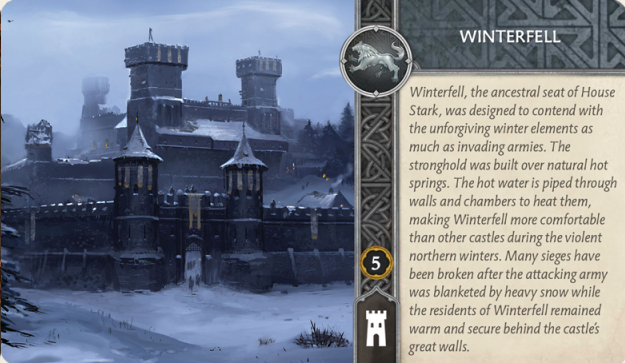 WINTERFELL
Winterfell, the ancestral seat of House
Stark, was designed to contend with
the unforgiving winter elements as
much as invading armies. The
stronghold was built over natural hot
springs. The hot water is piped through
walls and chambers to heat them,
making Winterfell more comfortable
than other castles during the violent
northern winters. Many sieges have
been broken after the attacking army
was blanketed by heavy snow while
the residents of Winterfell remained
warm and secure behind the castle's
great walls.
5